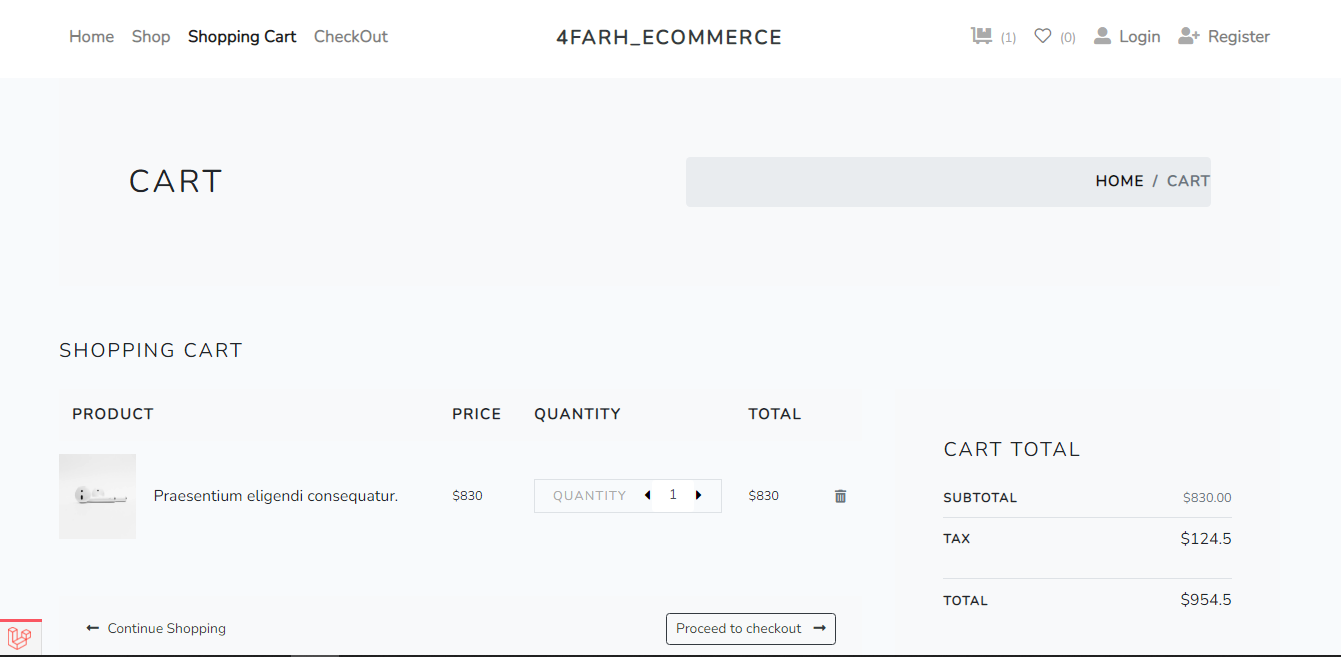 Home Shop Shopping Cart CheckOut 4FARH_ECOMMERCE (1) (0) Login Register
CART
HOME / CART
SHOPPING CART
PRODUCT PRICE QUANTITY TOTAL
Praesentium eligendi consequatur. $830 QUANTITY 1 $830
CART TOTAL
SUBTOTAL $830.00
TAX $124.5
TOTAL $954.5
Continue Shopping Proceed to checkout